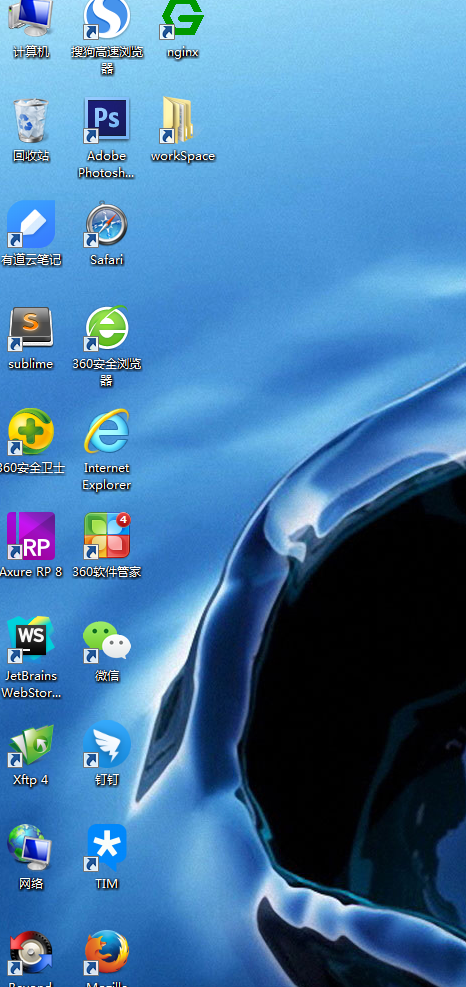 计算机
搜狗高速浏览
器
nginx
回收站
Ps
Adobe
Photosh...
workSpace
有道云笔记
Safari
S
sublime
360安全浏览
器
360安全卫士
Internet
Explorer
RP
Axure RP 8
4
360软件管家
WS
JetBrains
WebStor...
微信
Xftp 4
钉钉
网络
TIM
Beyond
Mozilla